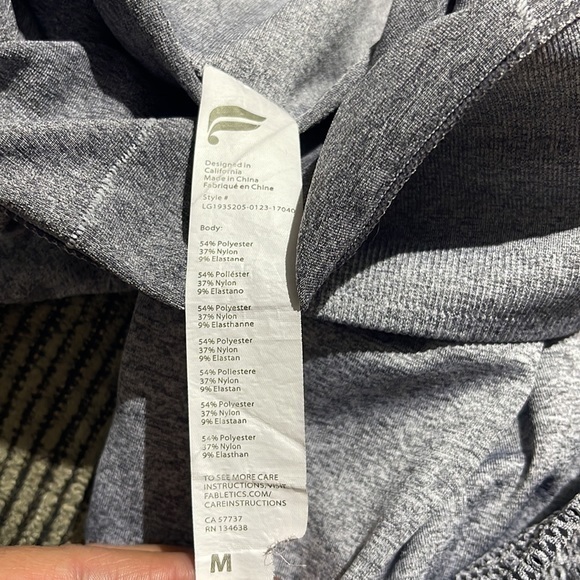 Designed in
California
Made in China
Fabriqué en Chine
Style #
LG1935205-0123-17040
Body:
54% Polyester
37% Nylon
9% Elastane
54% Poliéster
37% Nylon
9% Elastano
54% Polyester
37% Nylon
9% Elasthanne
54% Polyester
37% Nylon
9% Elastan
54% Poliestere
37% Nylon
9% Elastan
54% Polyester
37% Nylon
9% Elastaan
54% Polyester
37% Nylon
9% Elasthan
TO SEE MORE CARE
INSTRUCTIONS, VISIT
FABLETICS.COM/
CAREINSTRUCTIONS
CA 57737
RN 134638
M